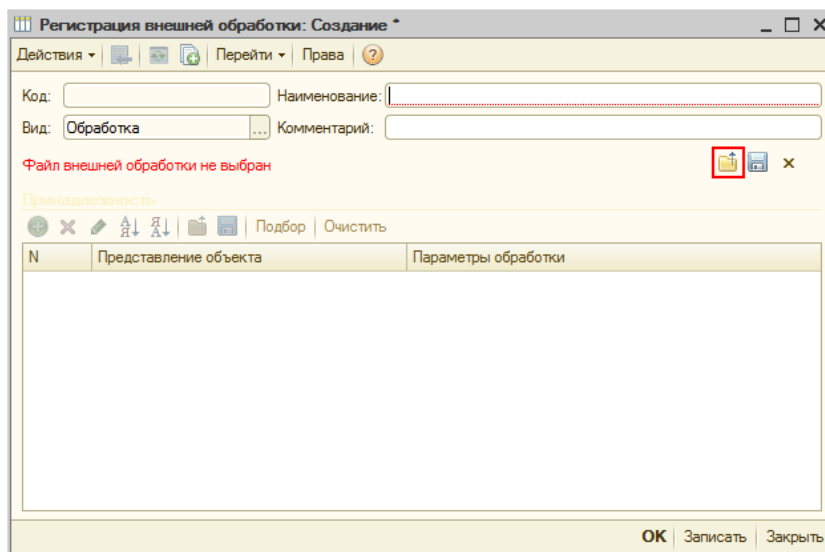 Регистрация внешней обработки: Создание *
Действия Перейти Права ?
Код: Наименование:
Вид: Обработка ... Комментарий:
Файл внешней обработки не выбран
Принадлежность
Подбор Очистить
N Представление объекта Параметры обработки
ОК Записать Закрыть